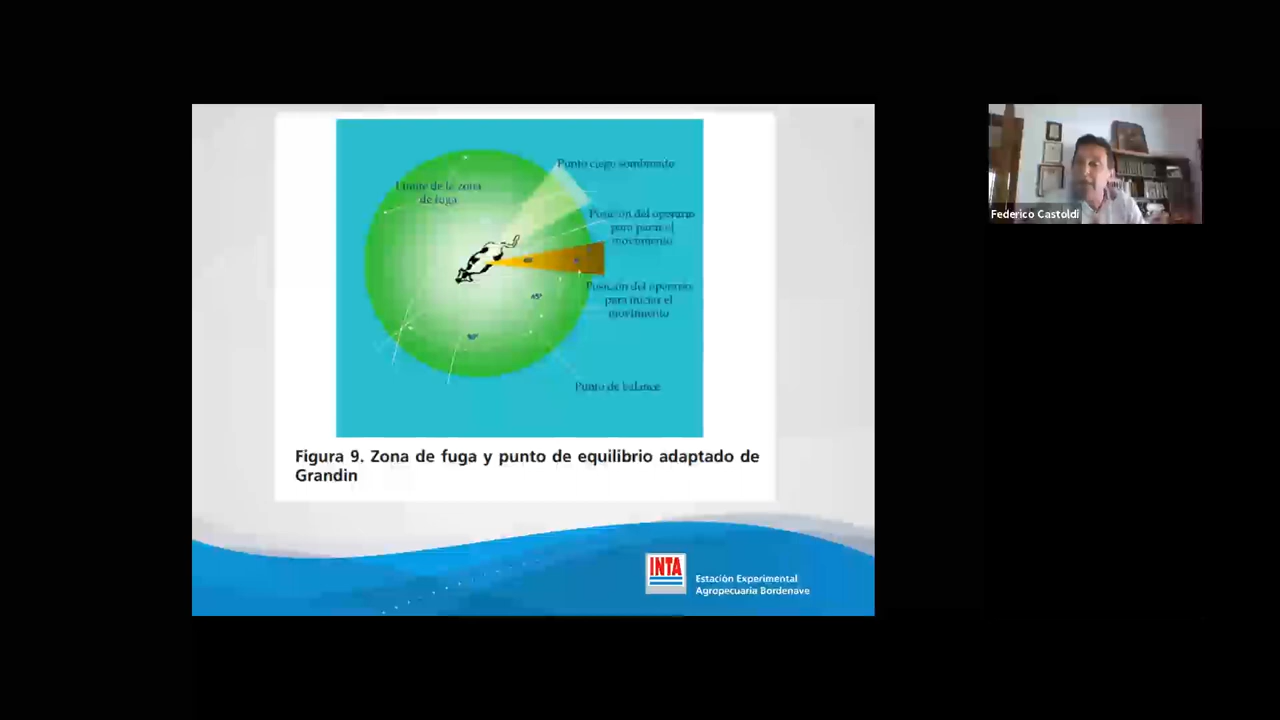 Punto ciego sombreado
Límite de la zona
de fuga
Posición del operario
para parar el
movimiento
Posición del operario
para iniciar el
movimiento
45°
90°
Punto de balance
Figura 9. Zona de fuga y punto de equilibrio adaptado de
Grandin
INTA
Estación Experimental
Agropecuaria Bordenave
Federico Castoldi